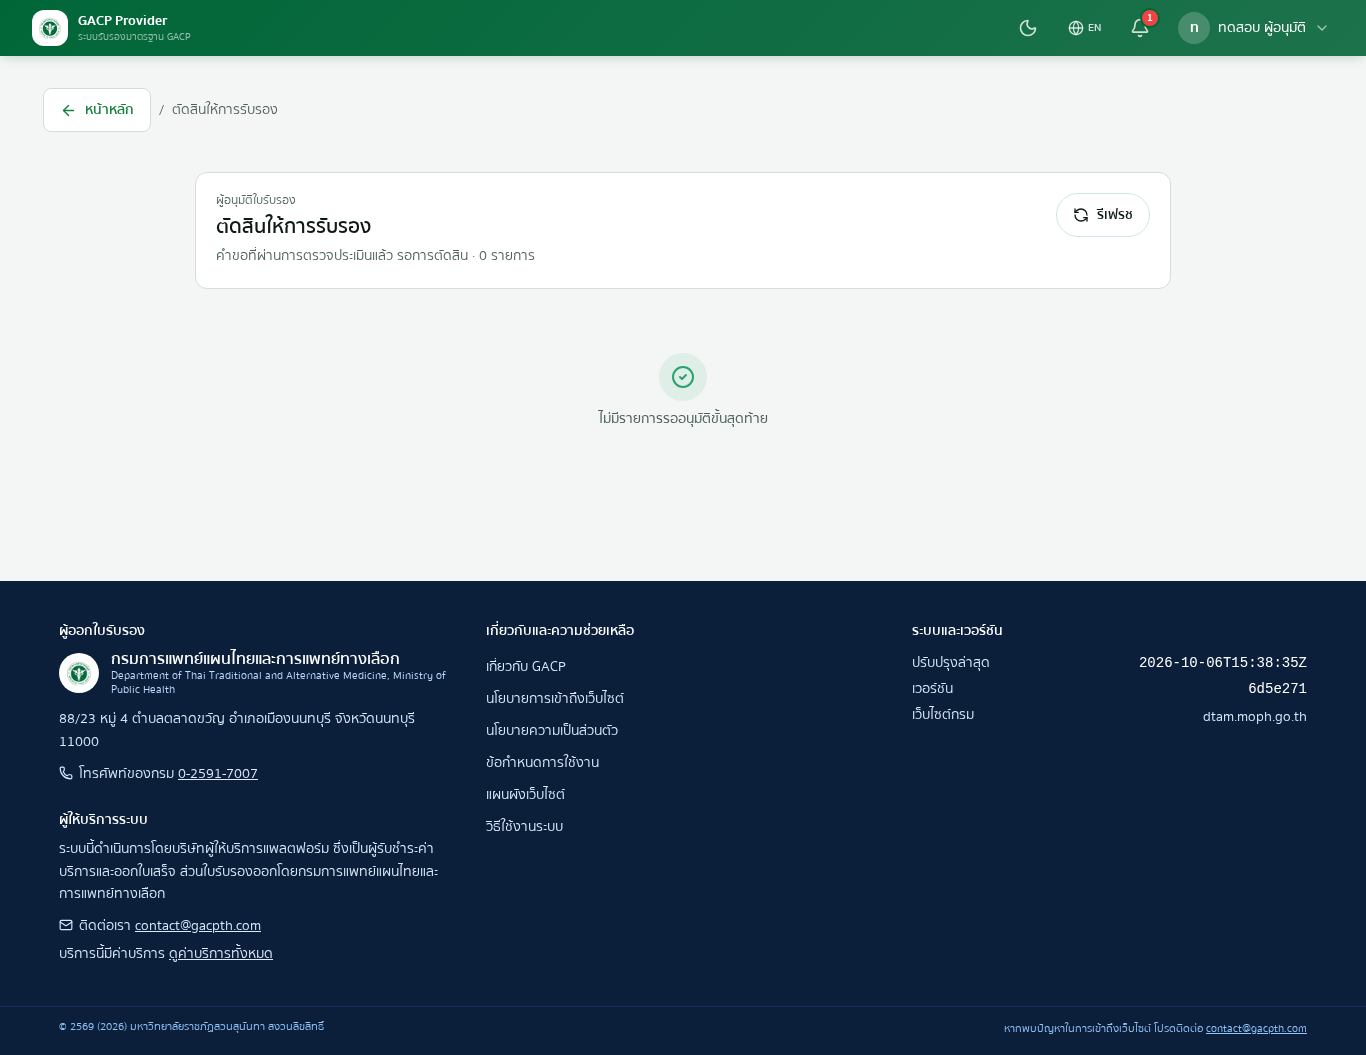 GACP Provider
ระบบรับรองมาตรฐาน GACP
EN
1
ท
ทดสอบ ผู้อนุมัติ
หน้าหลัก
/ ตัดสินให้การรับรอง
ผู้อนุมัติใบรับรอง
ตัดสินให้การรับรอง
คำขอที่ผ่านการตรวจประเมินแล้ว รอการตัดสิน · 0 รายการ
รีเฟรช
ไม่มีรายการรออนุมัติขั้นสุดท้าย
ผู้ออกใบรับรอง
กรมการแพทย์แผนไทยและการแพทย์ทางเลือก
Department of Thai Traditional and Alternative Medicine, Ministry of
Public Health
88/23 หมู่ 4 ตำบลตลาดขวัญ อำเภอเมืองนนทบุรี จังหวัดนนทบุรี
11000
โทรศัพท์ของกรม 0-2591-7007
ผู้ให้บริการระบบ
ระบบนี้ดำเนินการโดยบริษัทผู้ให้บริการแพลตฟอร์ม ซึ่งเป็นผู้รับชำระค่า
บริการและออกใบเสร็จ ส่วนใบรับรองออกโดยกรมการแพทย์แผนไทยและ
การแพทย์ทางเลือก
ติดต่อเรา contact@gacpth.com
บริการนี้มีค่าบริการ ดูค่าบริการทั้งหมด
เกี่ยวกับและความช่วยเหลือ
เกี่ยวกับ GACP
นโยบายการเข้าถึงเว็บไซต์
นโยบายความเป็นส่วนตัว
ข้อกำหนดการใช้งาน
แผนผังเว็บไซต์
วิธีใช้งานระบบ
ระบบและเวอร์ชัน
ปรับปรุงล่าสุด 2026-10-06T15:38:35Z
เวอร์ชัน 6d5e271
เว็บไซต์กรม dtam.moph.go.th
© 2569 (2026) มหาวิทยาลัยราชภัฏสวนสุนันทา สงวนลิขสิทธิ์
หากพบปัญหาในการเข้าถึงเว็บไซต์ โปรดติดต่อ contact@gacpth.com